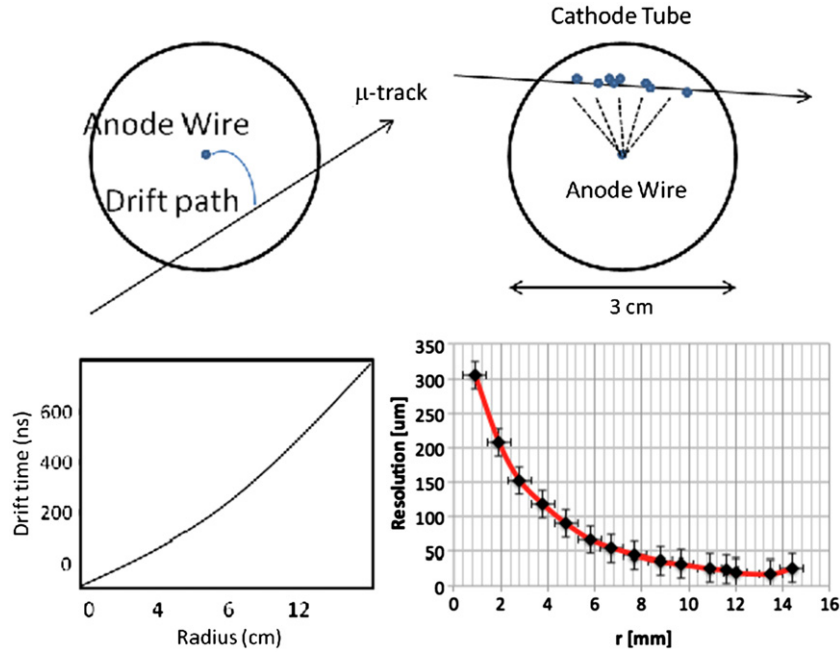 Cathode Tube
μ-track
Anode Wire
Drift path
Anode Wire
3 cm
Drift time (ns)
600
400
200
0
0 4 6 12
Radius (cm)
Resolution [um]
350
300
250
200
150
100
50
0
0 2 4 6 8 10 12 14 16
r [mm]